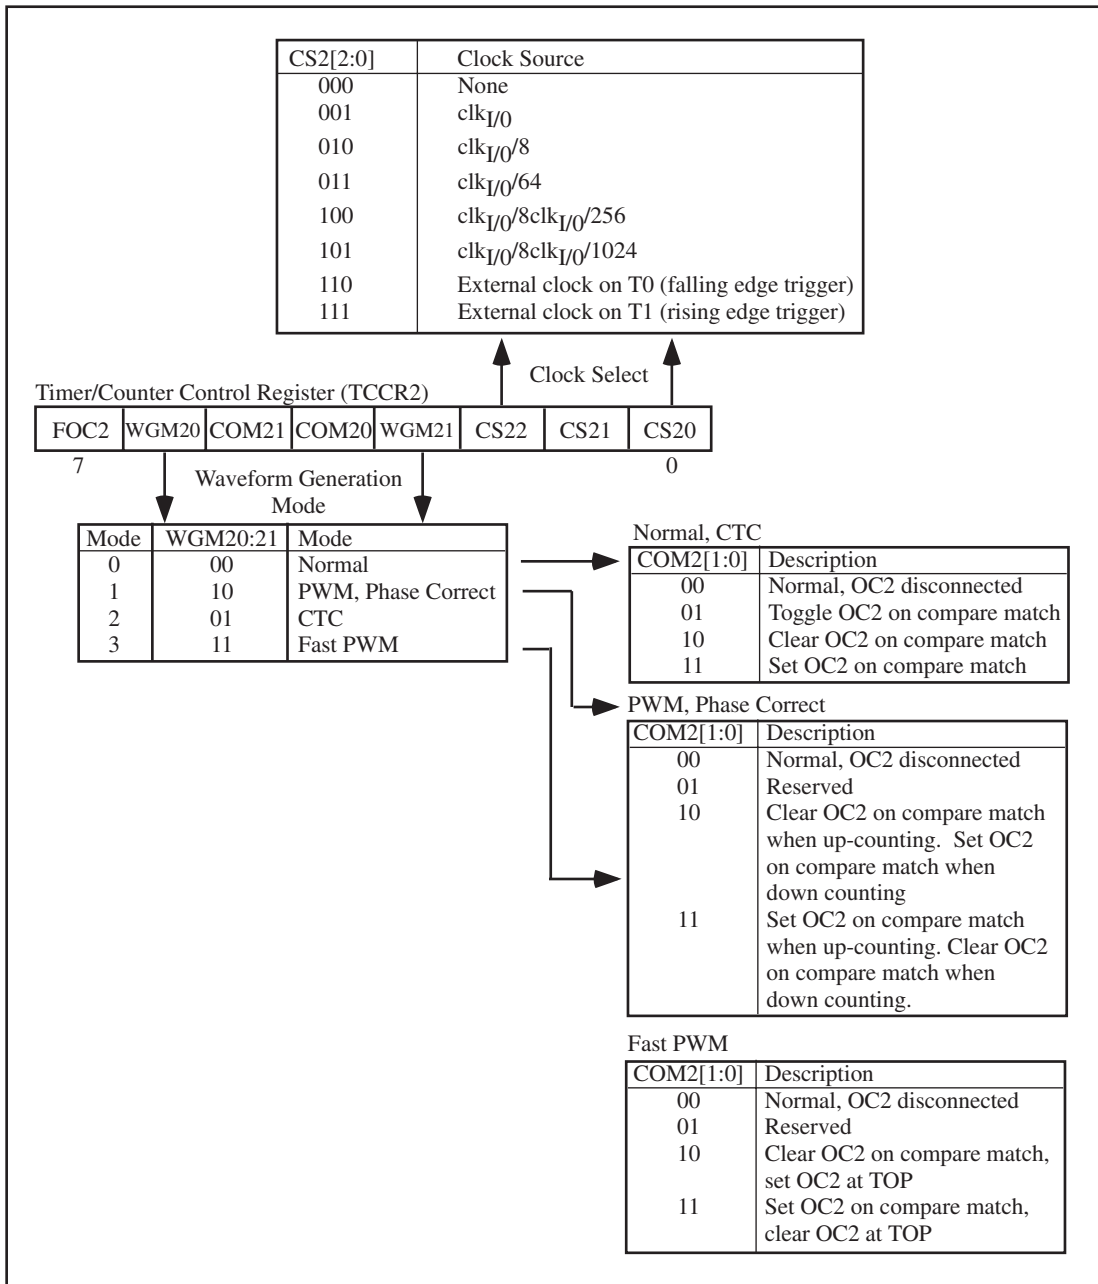 CS2[2:0] Clock Source
000 None
001 clkI/0
010 clkI/0/8
011 clkI/0/64
100 clkI/0/8clkI/0/256
101 clkI/0/8clkI/0/1024
110 External clock on T0 (falling edge trigger)
111 External clock on T1 (rising edge trigger)
Clock Select
Timer/Counter Control Register (TCCR2)
FOC2 WGM20 COM21 COM20 WGM21 CS22 CS21 CS20
7 0
Waveform Generation
Mode
Mode WGM20:21 Mode
0 00 Normal
1 10 PWM, Phase Correct
2 01 CTC
3 11 Fast PWM
Normal, CTC
COM2[1:0] Description
00 Normal, OC2 disconnected
01 Toggle OC2 on compare match
10 Clear OC2 on compare match
11 Set OC2 on compare match
PWM, Phase Correct
COM2[1:0] Description
00 Normal, OC2 disconnected
01 Reserved
10 Clear OC2 on compare match
when up-counting. Set OC2
on compare match when
down counting
11 Set OC2 on compare match
when up-counting. Clear OC2
on compare match when
down counting.
Fast PWM
COM2[1:0] Description
00 Normal, OC2 disconnected
01 Reserved
10 Clear OC2 on compare match,
set OC2 at TOP
11 Set OC2 on compare match,
clear OC2 at TOP